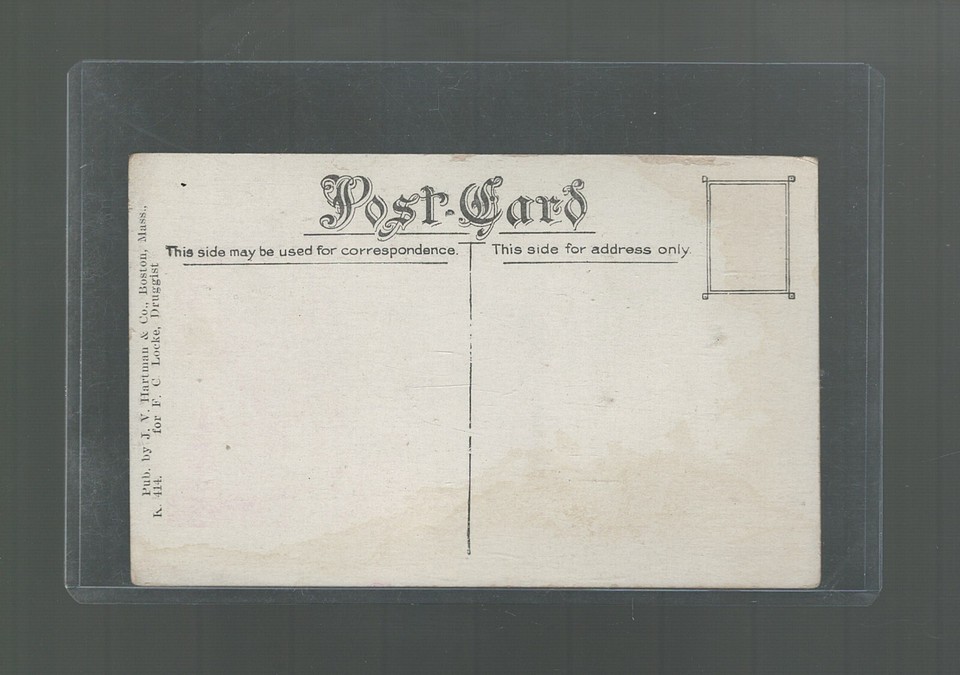 Post-Card
This side may be used for correspondence.
This side for address only.
Pub. by J. V. Hartman & Co., Boston, Mass.,
K. 414. for F. C. Locke, Druggist